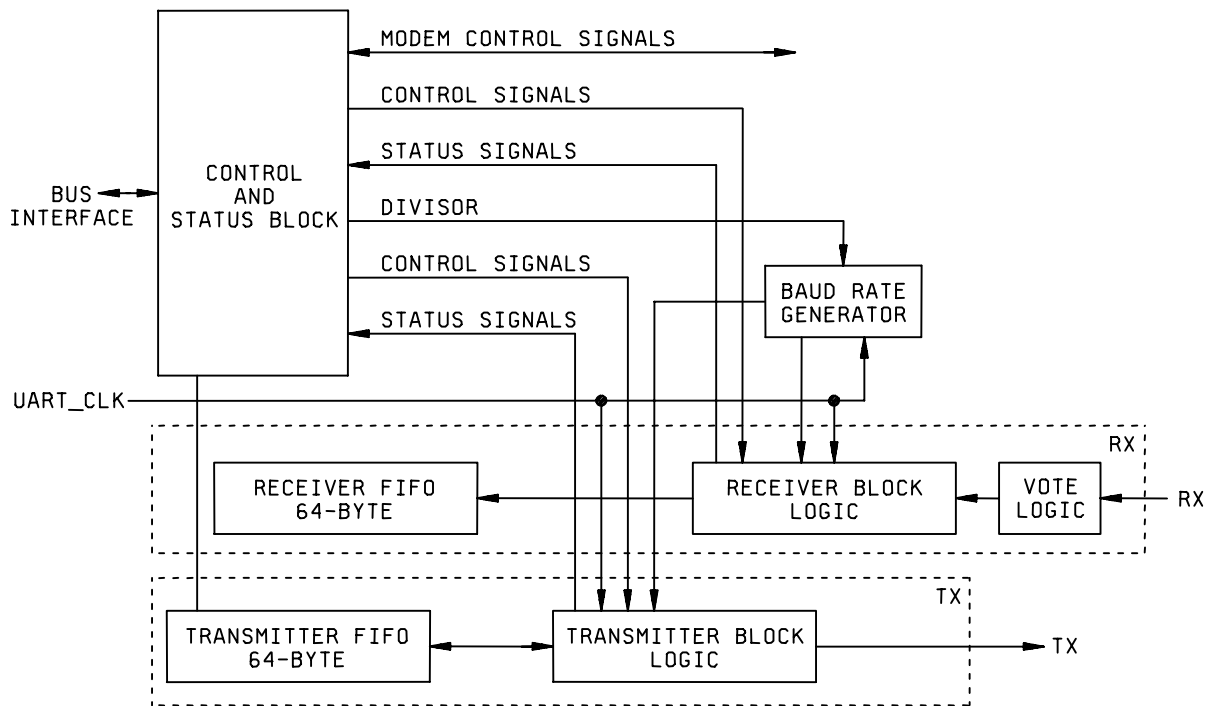 MODEM CONTROL SIGNALS
CONTROL SIGNALS
STATUS SIGNALS
CONTROL
AND
STATUS BLOCK
BUS
INTERFACE
DIVISOR
CONTROL SIGNALS
BAUD RATE
GENERATOR
STATUS SIGNALS
UART_CLK
RX
RECEIVER FIFO
64-BYTE
RECEIVER BLOCK
LOGIC
VOTE
LOGIC
RX
TX
TRANSMITTER FIFO
64-BYTE
TRANSMITTER BLOCK
LOGIC
TX